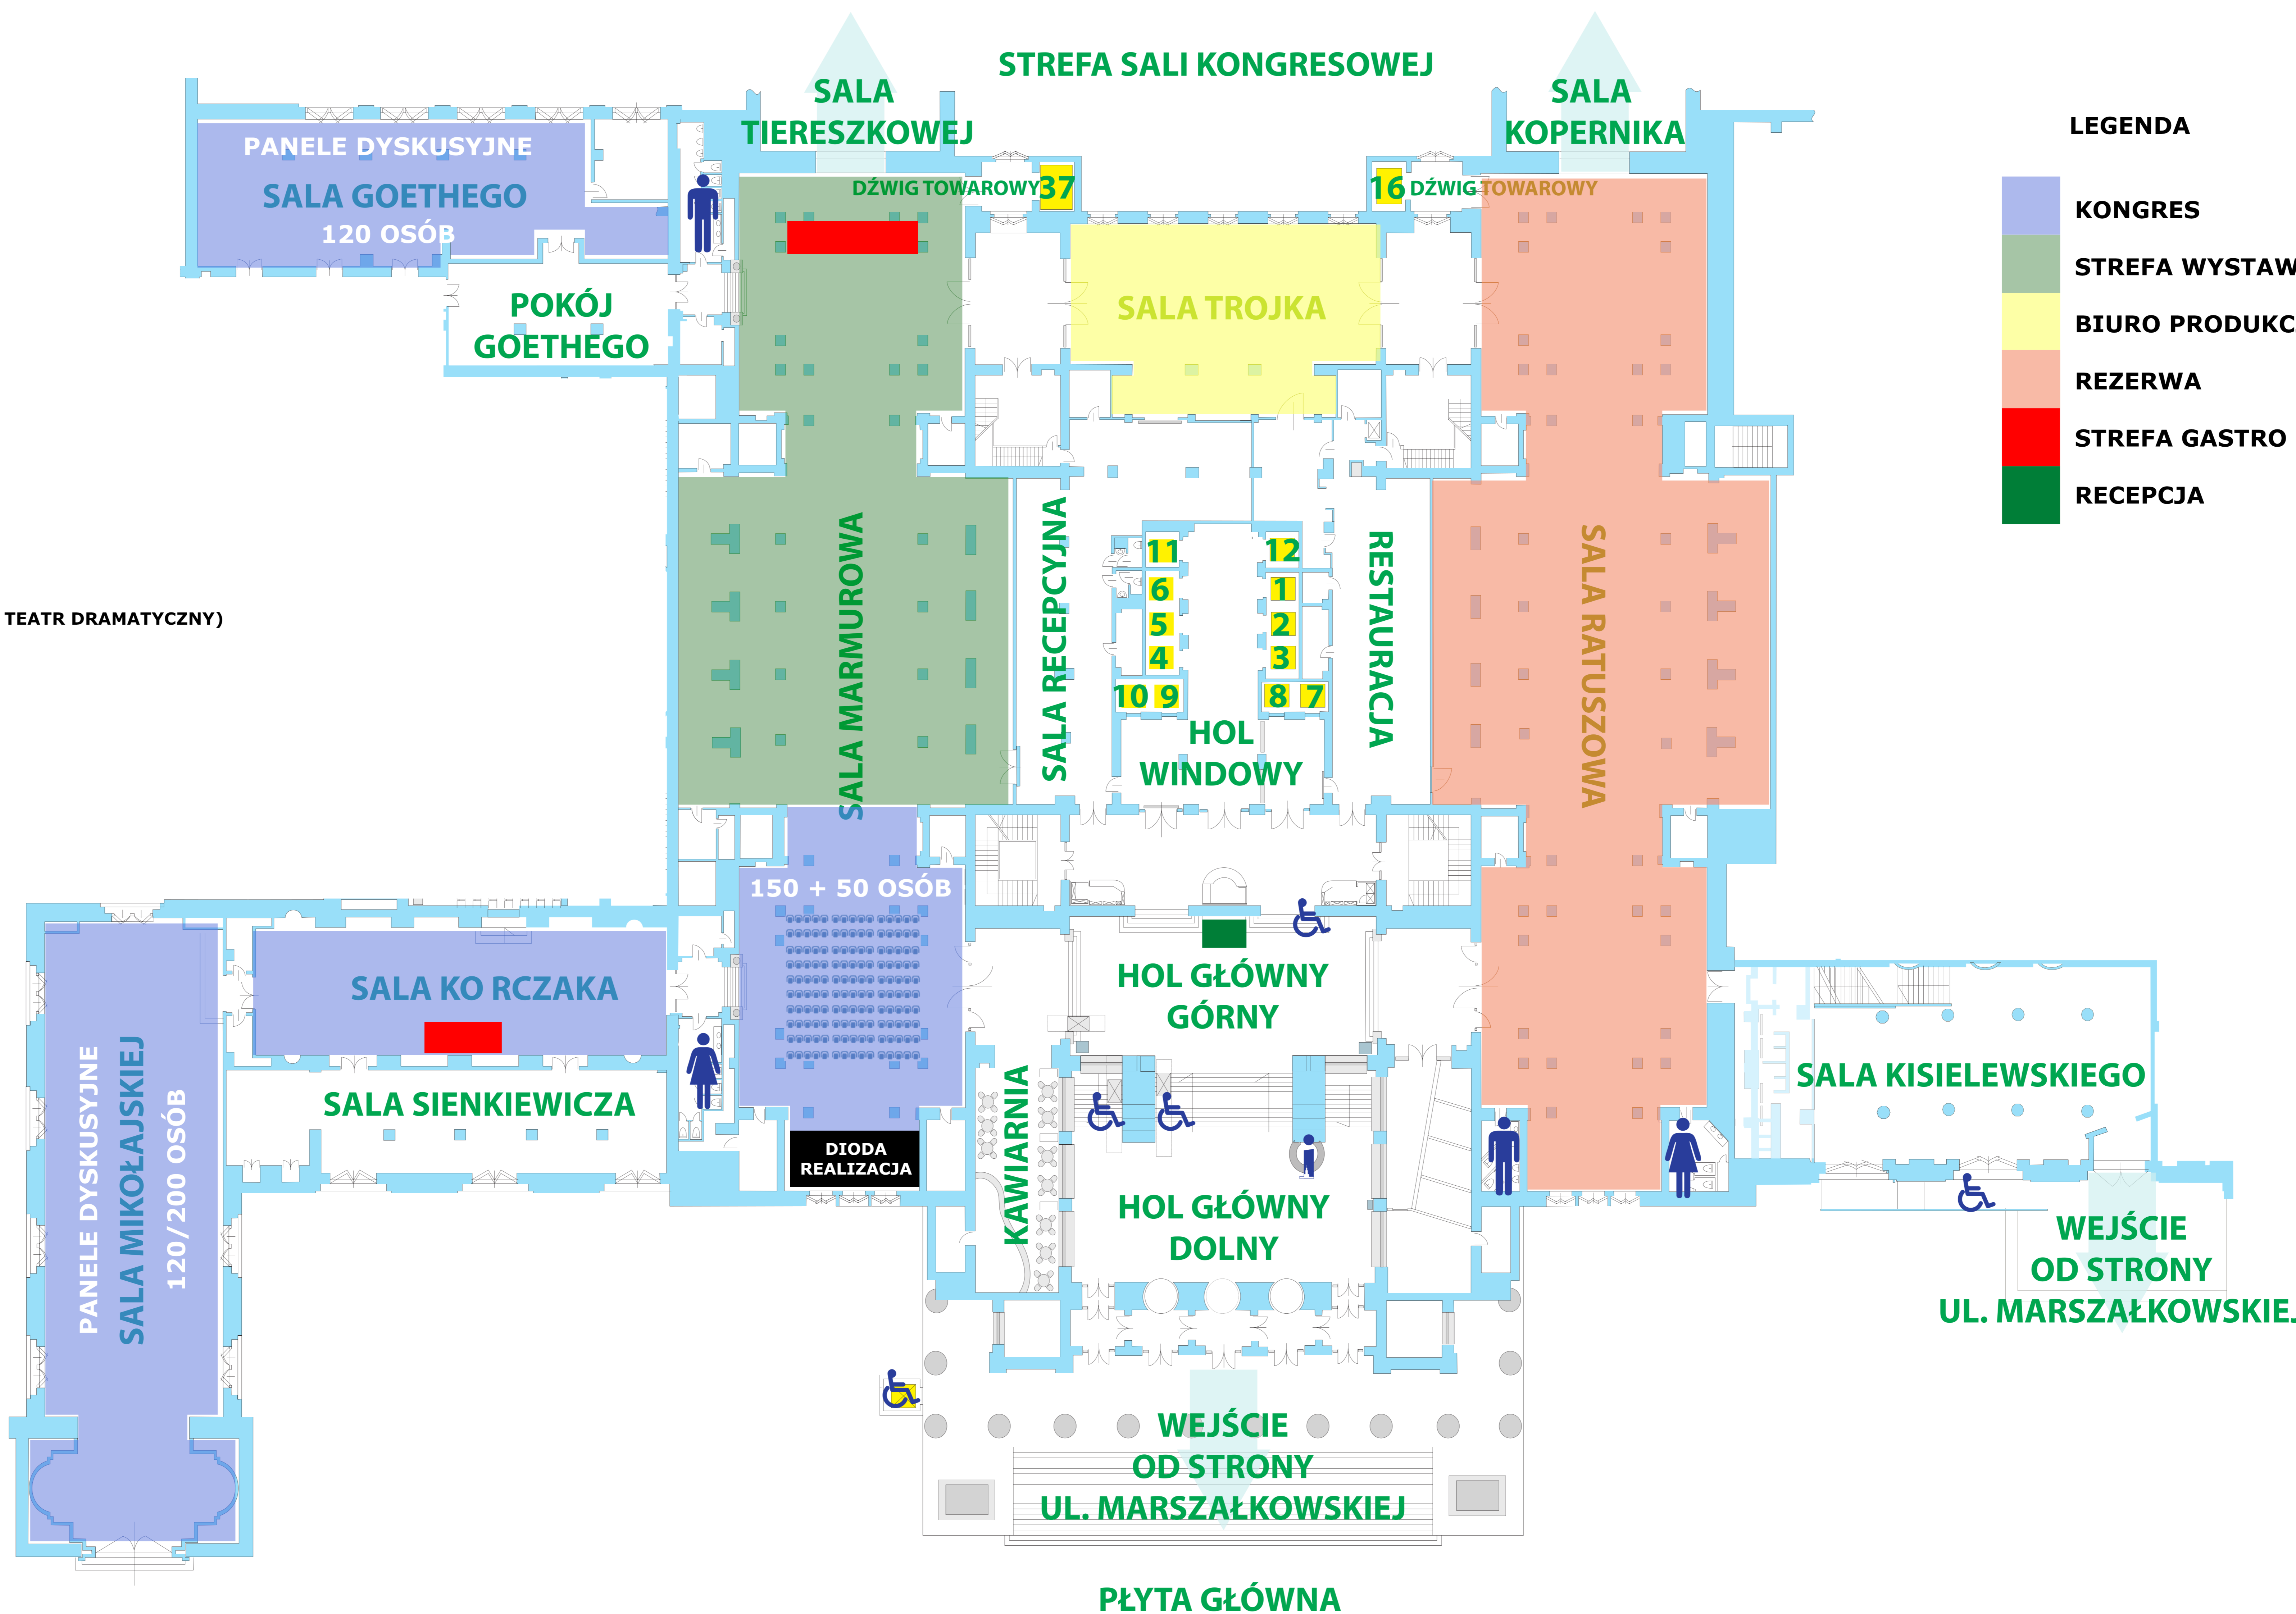 STREFA SALI KONGRESOWEJ
SALA
TIERESZKOWEJ
SALA
KOPERNIKA
LEGENDA
KONGRES
STREFA WYSTAW
BIURO PRODUKC
REZERWA
STREFA GASTRO
RECEPCJA
PANELE DYSKUSYJNE
SALA GOETHEGO
120 OSÓB
DŹWIG TOWAROWY 37
16 DŹWIG TOWAROWY
POKÓJ
GOETHEGO
SALA TROJKA
TEATR DRAMATYCZNY)
SALA MARMUROWA
SALA RECEPCYJNA
11
12
6
1
5
2
4
3
10 9
8 7
HOL
WINDOWY
RESTAURACJA
SALA RATUSZOWA
150 + 50 OSÓB
SALA KO RCZAKA
SALA SIENKIEWICZA
PANELE DYSKUSYJNE
SALA MIKOŁAJSKIEJ
120/200 OSÓB
DIODA
REALIZACJA
KAWIARNIA
HOL GŁÓWNY
GÓRNY
HOL GŁÓWNY
DOLNY
SALA KISIELEWSKIEGO
WEJŚCIE
OD STRONY
UL. MARSZAŁKOWSKIEJ
WEJŚCIE
OD STRONY
UL. MARSZAŁKOWSKIEJ
PŁYTA GŁÓWNA